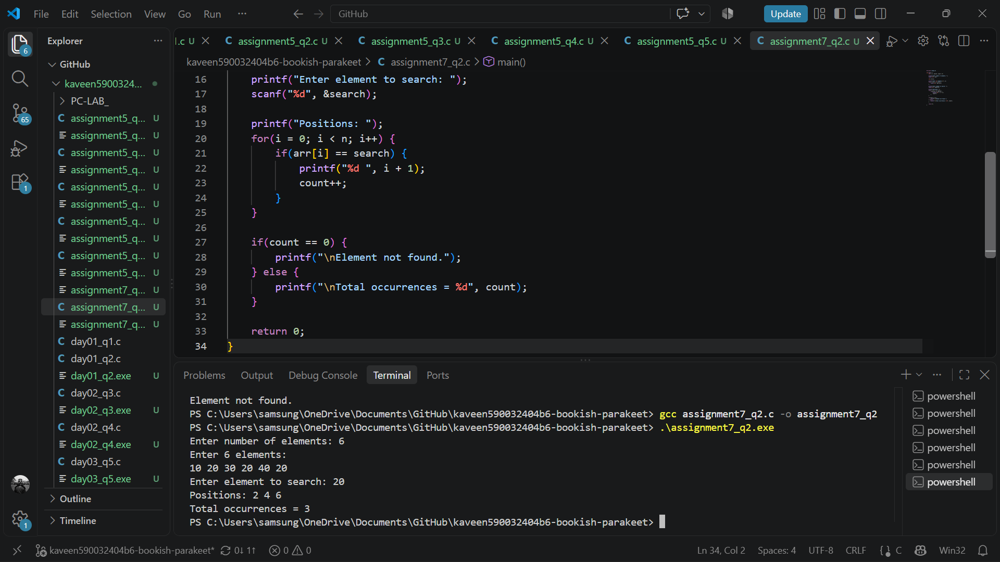 File Edit Selection View Go Run ··· GitHub Update
Explorer ···
6
65
1
1
GitHub
kaveen5900324...
PC-LAB_
C assignment5_q... U
assignment5_q... U
C assignment5_q... U
assignment5_q... U
C assignment5_q... U
assignment5_q... U
C assignment5_q... U
assignment5_q... U
C assignment5_q... U
assignment5_q... U
assignment7_q... U
C assignment7_q... U
assignment7_q... U
C day01_q1.c
C day01_q2.c
day01_q2.exe U
C day02_q3.c
day02_q3.exe U
C day02_q4.c
day02_q4.exe U
C day03_q5.c
day03_q5.exe U
Outline
Timeline
.c U C assignment5_q2.c U C assignment5_q3.c U C assignment5_q4.c U C assignment5_q5.c U C assignment7_q2.c U
kaveen590032404b6-bookish-parakeet > C assignment7_q2.c > main()
16 printf("Enter element to search: ");
17 scanf("%d", &search);
18
19 printf("Positions: ");
20 for(i = 0; i < n; i++) {
21 if(arr[i] == search) {
22 printf("%d ", i + 1);
23 count++;
24 }
25 }
26
27 if(count == 0) {
28 printf("\nElement not found.");
29 } else {
30 printf("\nTotal occurrences = %d", count);
31 }
32
33 return 0;
34 }
Problems Output Debug Console Terminal Ports
Element not found.
PS C:\Users\samsung\OneDrive\Documents\GitHub\kaveen590032404b6-bookish-parakeet> gcc assignment7_q2.c -o assignment7_q2
PS C:\Users\samsung\OneDrive\Documents\GitHub\kaveen590032404b6-bookish-parakeet> .\assignment7_q2.exe
Enter number of elements: 6
Enter 6 elements:
10 20 30 20 40 20
Enter element to search: 20
Positions: 2 4 6
Total occurrences = 3
PS C:\Users\samsung\OneDrive\Documents\GitHub\kaveen590032404b6-bookish-parakeet>
powershell
powershell
powershell
powershell
powershell
powershell
kaveen590032404b6-bookish-parakeet* 0↓ 1↑ 0 0 Ln 34, Col 2 Spaces: 4 UTF-8 CRLF {} C Win32